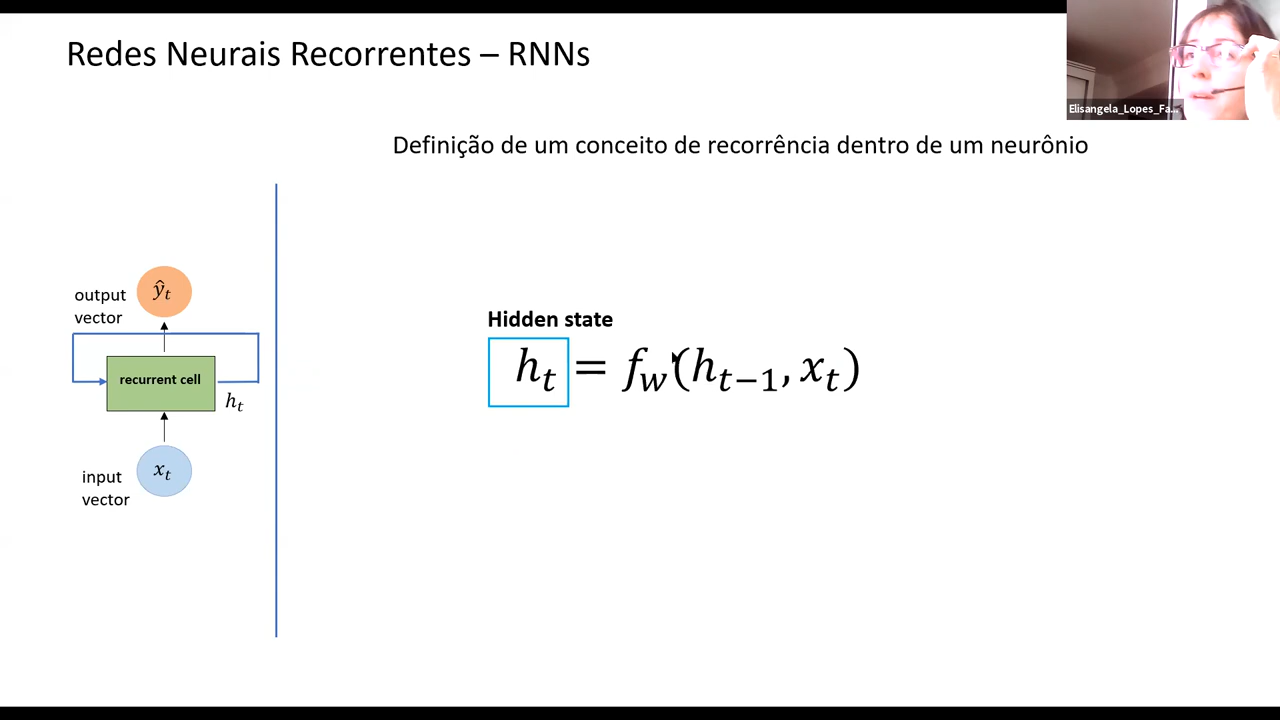 Redes Neurais Recorrentes – RNNs
Elisangela_Lopes_Fa...
Definição de um conceito de recorrência dentro de um neurônio
output
vector
ŷₜ
recurrent cell
hₜ
input
vector
xₜ
Hidden state
hₜ = f_w(hₜ₋₁, xₜ)